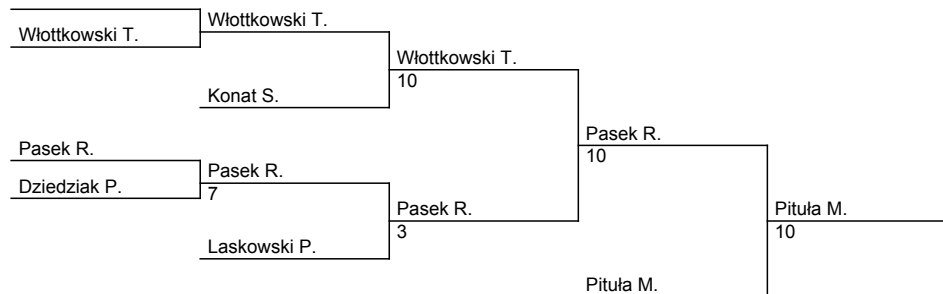 Włottkowski T.
Włottkowski T.
Włottkowski T.
10
Konat S.
Pasek R.
10
Pasek R.
Dziedziak P.
Pasek R.
7
Pasek R.
3
Laskowski P.
Pituła M.
10
Pituła M.